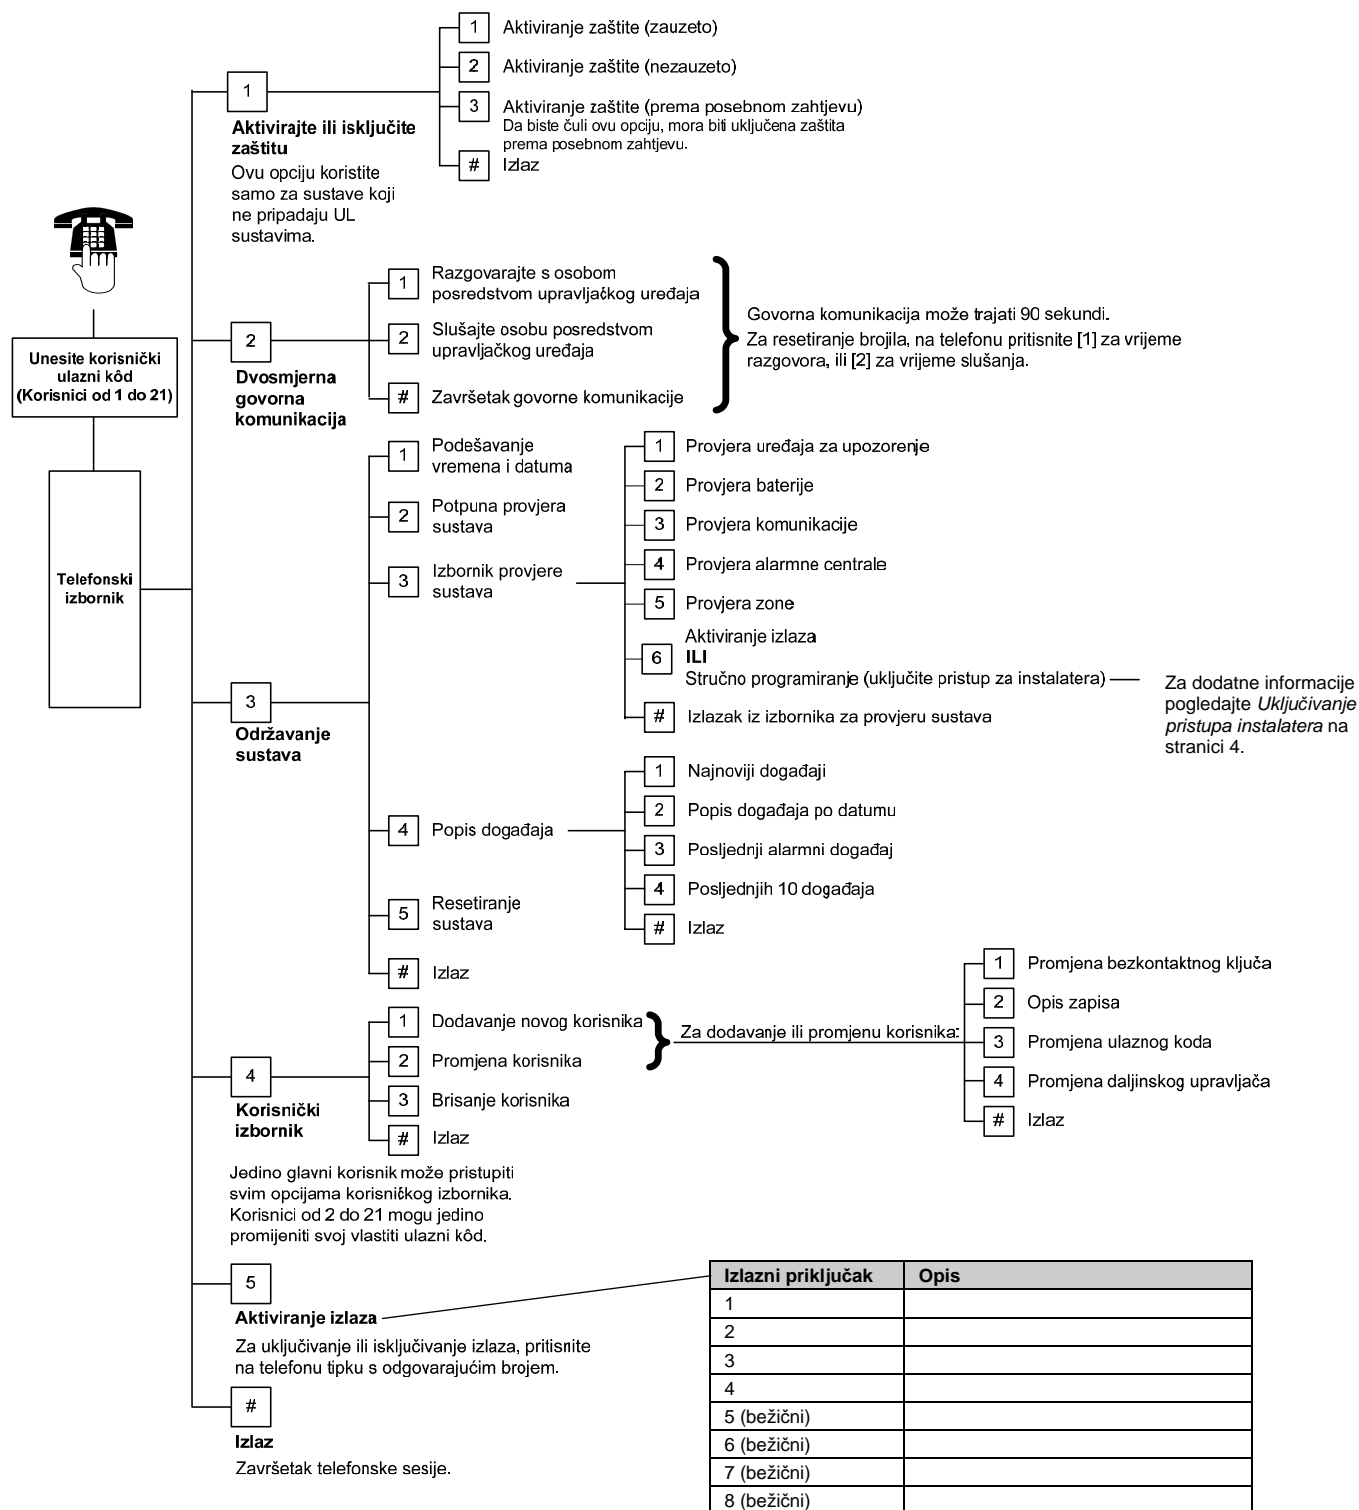 1
Aktiviranje zaštite (zauzeto)
2
Aktiviranje zaštite (nezauzeto)
3
Aktiviranje zaštite (prema posebnom zahtjevu)
Da biste čuli ovu opciju, mora biti uključena zaštita
prema posebnom zahtjevu.
#
Izlaz
1
Aktivirajte ili isključite
zaštitu
Ovu opciju koristite
samo za sustave koji
ne pripadaju UL
sustavima.
Unesite korisnički
ulazni kôd
(Korisnici od 1 do 21)
Telefonski
izbornik
2
Dvosmjerna
govorna
komunikacija
1
Razgovarajte s osobom
posredstvom upravljačkog uređaja
2
Slušajte osobu posredstvom
upravljačkog uređaja
#
Završetak govorne komunikacije
Govorna komunikacija može trajati 90 sekundi.
Za resetiranje brojila, na telefonu pritisnite [1] za vrijeme
razgovora, ili [2] za vrijeme slušanja.
3
Održavanje
sustava
1
Podešavanje
vremena i datuma
2
Potpuna provjera
sustava
3
Izbornik provjere
sustava
1
Provjera uređaja za upozorenje
2
Provjera baterije
3
Provjera komunikacije
4
Provjera alarmne centrale
5
Provjera zone
6
Aktiviranje izlaza
ILI
Stručno programiranje (uključite pristup za instalatera)
Za dodatne informacije
pogledajte Uključivanje
pristupa instalatera na
stranici 4.
#
Izlazak iz izbornika za provjeru sustava
4
Popis događaja
1
Najnoviji događaji
2
Popis događaja po datumu
3
Posljednji alarmni događaj
4
Posljednjih 10 događaja
#
Izlaz
5
Resetiranje
sustava
#
Izlaz
4
Korisnički
izbornik
Jedino glavni korisnik može pristupiti
svim opcijama korisničkog izbornika.
Korisnici od 2 do 21 mogu jedino
promijeniti svoj vlastiti ulazni kôd.
1
Dodavanje novog korisnika
2
Promjena korisnika
3
Brisanje korisnika
#
Izlaz
Za dodavanje ili promjenu korisnika:
1
Promjena bezkontaktnog ključa
2
Opis zapisa
3
Promjena ulaznog koda
4
Promjena daljinskog upravljača
#
Izlaz
5
Aktiviranje izlaza
Za uključivanje ili isključivanje izlaza, pritisnite
na telefonu tipku s odgovarajućim brojem.
#
Izlaz
Završetak telefonske sesije.
Izlazni priključak Opis
1
2
3
4
5 (bežični)
6 (bežični)
7 (bežični)
8 (bežični)